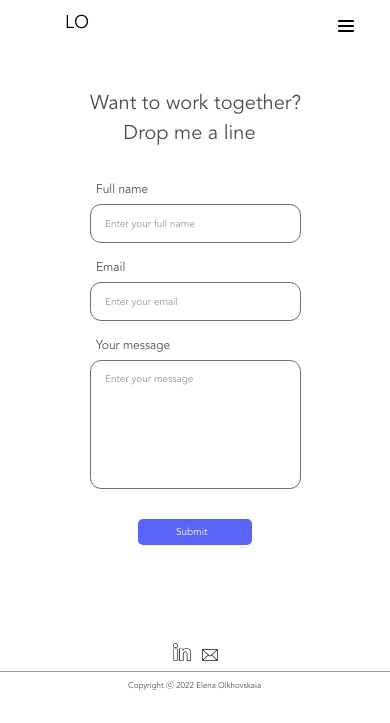 LO
Want to work together?
Drop me a line
Full name
Enter your full name
Email
Enter your email
Your message
Enter your message
Submit
in
Copyright © 2022 Elena Olkhovskaia